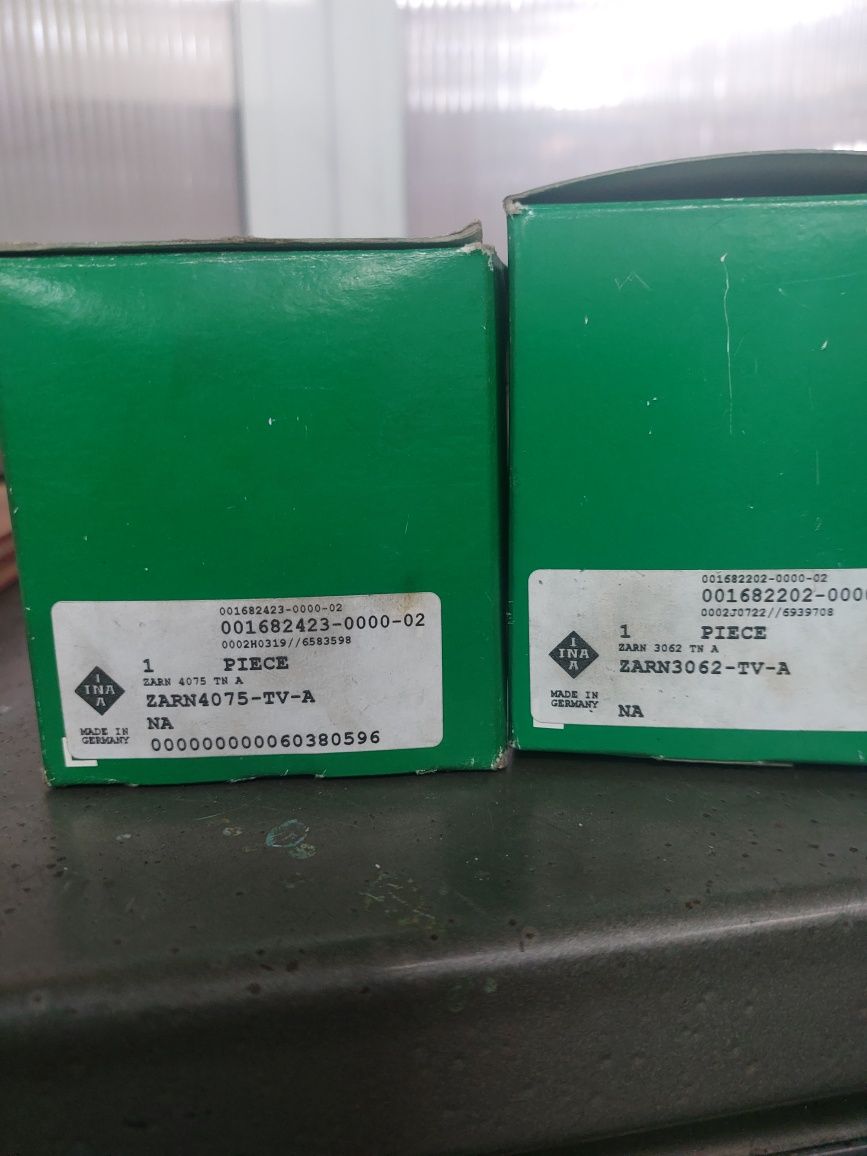 001682423-0000-02
001682423-0000-02
0002H0319//6583598
1 PIECE
ZARN 4075 TN A
ZARN4075-TV-A
NA
000000000060380596
I
INA
A
MADE IN
GERMANY
001682202-0000-02
001682202-000
0002J0722//6939708
1 PIECE
ZARN 3062 TN A
ZARN3062-TV-A
NA
I
INA
A
MADE IN
GERMANY